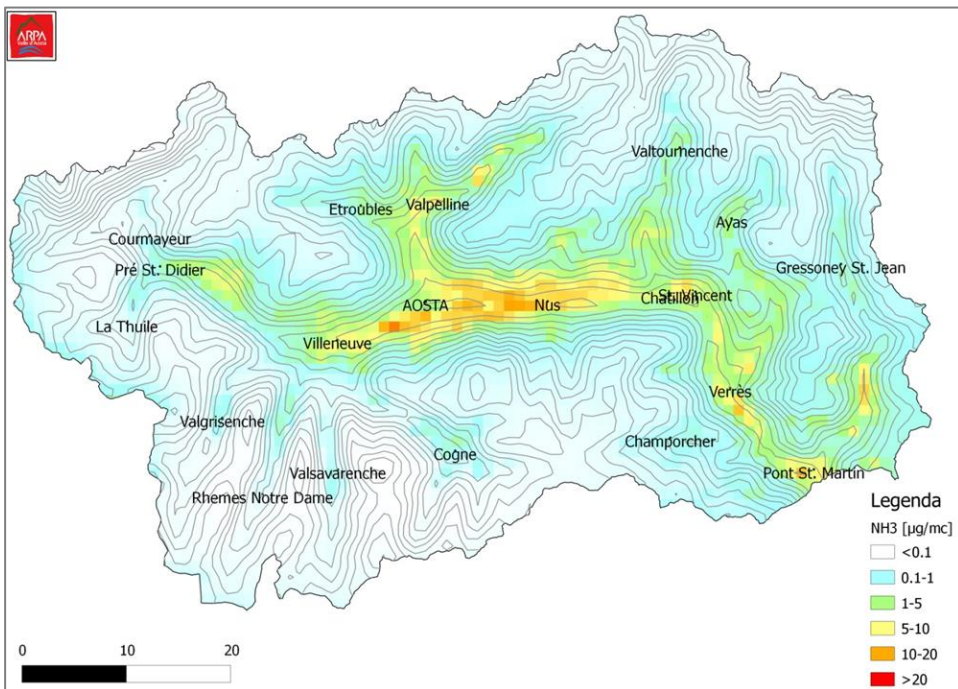 ARPA
Valtournenche
Etroubles
Valpelline
Ayas
Courmayeur
Pré St. Didier
Gressoney St. Jean
AOSTA
Nus
Chatillon
St. Vincent
La Thuile
Villeneuve
Verrès
Valgrisenche
Champorcher
Cogne
Valsavarenche
Pont St. Martin
Rhemes Notre Dame
Legenda
NH3 [µg/mc]
<0.1
0.1-1
1-5
5-10
10-20
>20
0 10 20